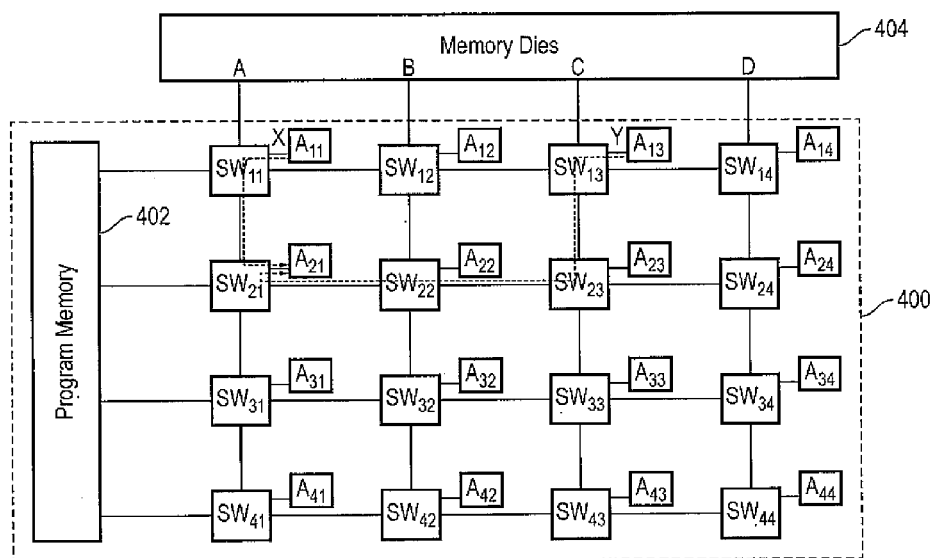 Memory Dies
404
A B C D
X A11 A12 Y A13 A14
SW11 SW12 SW13 SW14
402
A21 A22 A23 A24
SW21 SW22 SW23 SW24
400
Program Memory
A31 A32 A33 A34
SW31 SW32 SW33 SW34
A41 A42 A43 A44
SW41 SW42 SW43 SW44